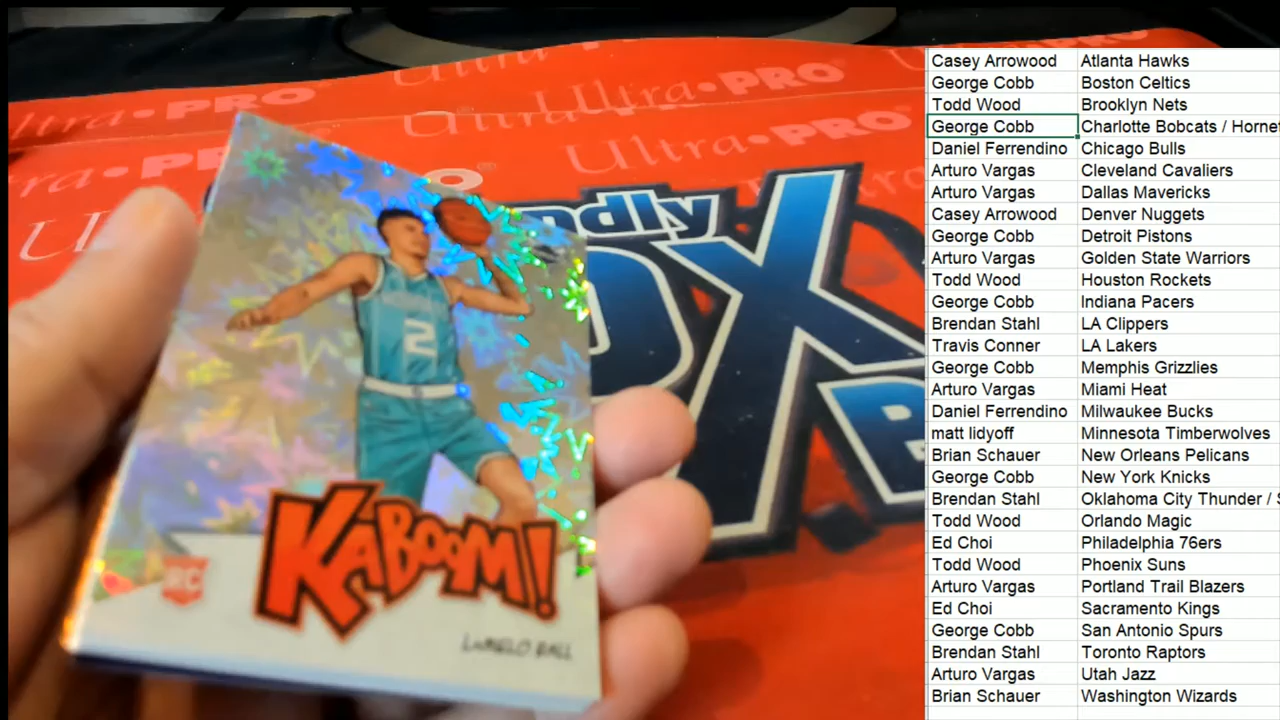 Ultra•PRO
Ultra•PRO
Ultra•PRO
Ultra•PRO
2
KABOOM!
RC
LAMELO BALL
Casey Arrowood Atlanta Hawks
George Cobb Boston Celtics
Todd Wood Brooklyn Nets
George Cobb Charlotte Bobcats / Hornet
Daniel Ferrendino Chicago Bulls
Arturo Vargas Cleveland Cavaliers
Arturo Vargas Dallas Mavericks
Casey Arrowood Denver Nuggets
George Cobb Detroit Pistons
Arturo Vargas Golden State Warriors
Todd Wood Houston Rockets
George Cobb Indiana Pacers
Brendan Stahl LA Clippers
Travis Conner LA Lakers
George Cobb Memphis Grizzlies
Arturo Vargas Miami Heat
Daniel Ferrendino Milwaukee Bucks
matt lidyoff Minnesota Timberwolves
Brian Schauer New Orleans Pelicans
George Cobb New York Knicks
Brendan Stahl Oklahoma City Thunder / S
Todd Wood Orlando Magic
Ed Choi Philadelphia 76ers
Todd Wood Phoenix Suns
Arturo Vargas Portland Trail Blazers
Ed Choi Sacramento Kings
George Cobb San Antonio Spurs
Brendan Stahl Toronto Raptors
Arturo Vargas Utah Jazz
Brian Schauer Washington Wizards